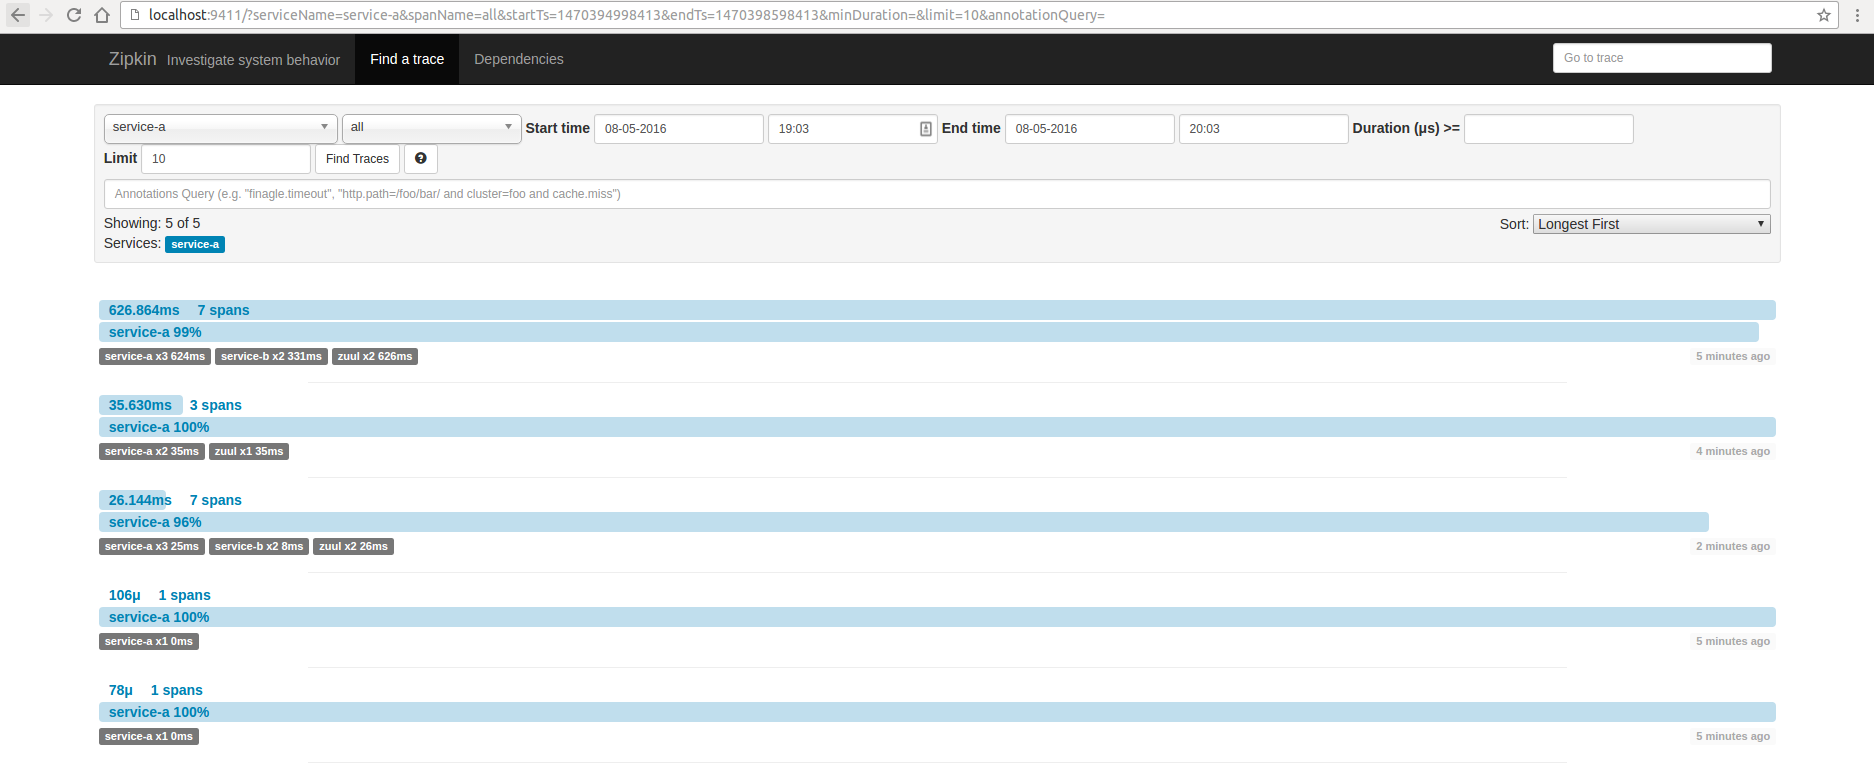 localhost:9411/?serviceName=service-a&spanName=all&startTs=1470394998413&endTs=1470398598413&minDuration=&limit=10&annotationQuery=
Zipkin Investigate system behavior Find a trace Dependencies Go to trace
service-a all Start time 08-05-2016 19:03 End time 08-05-2016 20:03 Duration (μs) >=
Limit 10 Find Traces ?
Annotations Query (e.g. "finagle.timeout", "http.path=/foo/bar/ and cluster=foo and cache.miss")
Showing: 5 of 5 Sort: Longest First
Services: service-a
626.864ms 7 spans
service-a 99%
service-a x3 624ms service-b x2 331ms zuul x2 626ms 5 minutes ago
35.630ms 3 spans
service-a 100%
service-a x2 35ms zuul x1 35ms 4 minutes ago
26.144ms 7 spans
service-a 96%
service-a x3 25ms service-b x2 8ms zuul x2 26ms 2 minutes ago
106μ 1 spans
service-a 100%
service-a x1 0ms 5 minutes ago
78μ 1 spans
service-a 100%
service-a x1 0ms 5 minutes ago